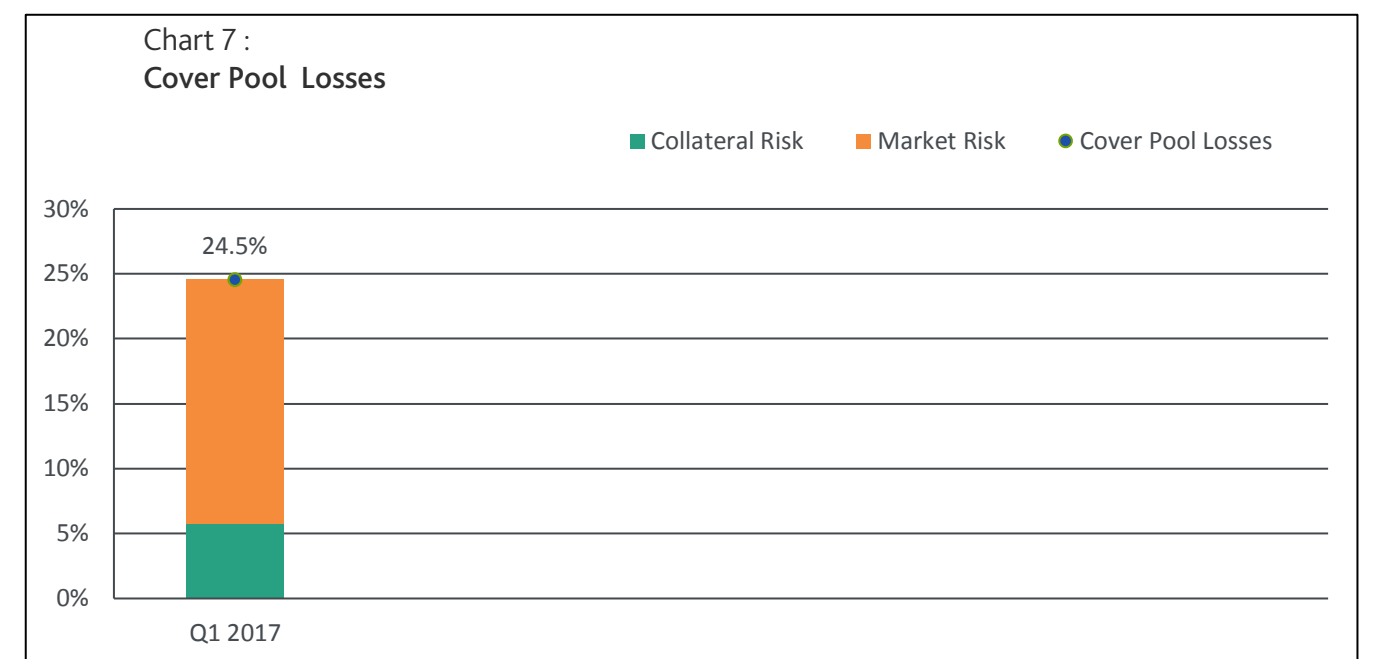 Chart 7 :
Cover Pool Losses
Collateral Risk Market Risk Cover Pool Losses
30%
24.5%
25%
20%
15%
10%
5%
0%
Q1 2017